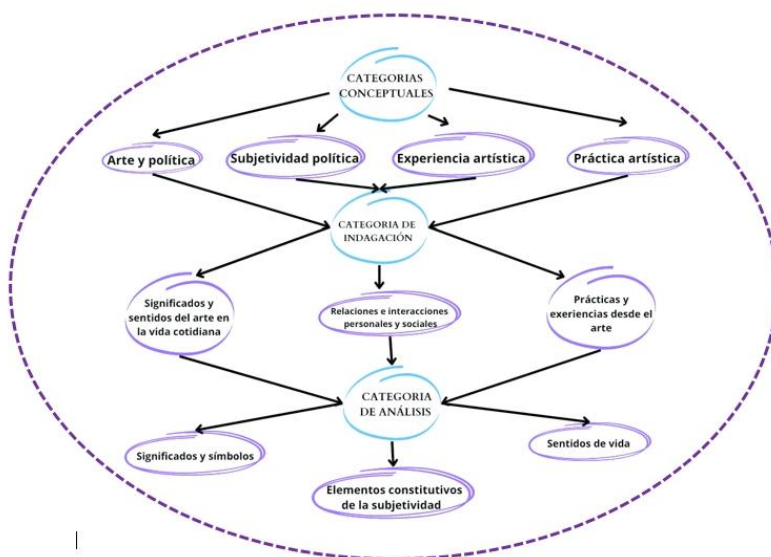 CATEGORIAS
CONCEPTUALES
Arte y política
Subjetividad política
Experiencia artística
Práctica artística
CATEGORIA DE
INDAGACIÓN
Significados y
sentidos del arte en
la vida cotidiana
Relaciones e interacciones
personales y sociales
Prácticas y
exeriencias desde el
arte
CATEGORIA
DE ANÁLISIS
Significados y símbolos
Sentidos de vida
Elementos constitutivos
de la subjetividad